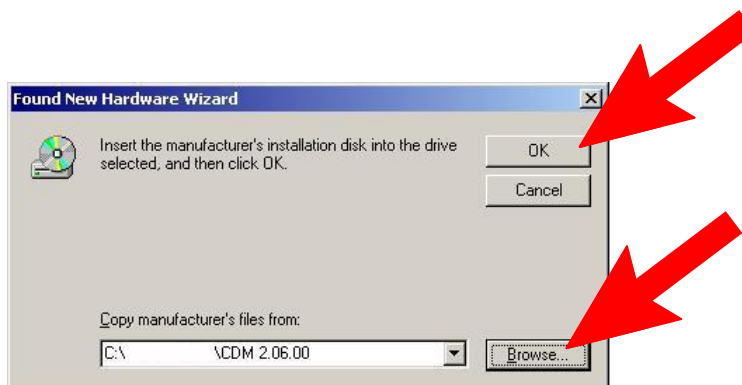 Found New Hardware Wizard
Insert the manufacturer's installation disk into the drive
selected, and then click OK.
OK
Cancel
Copy manufacturer's files from:
C:\ \CDM 2.06.00
Browse...